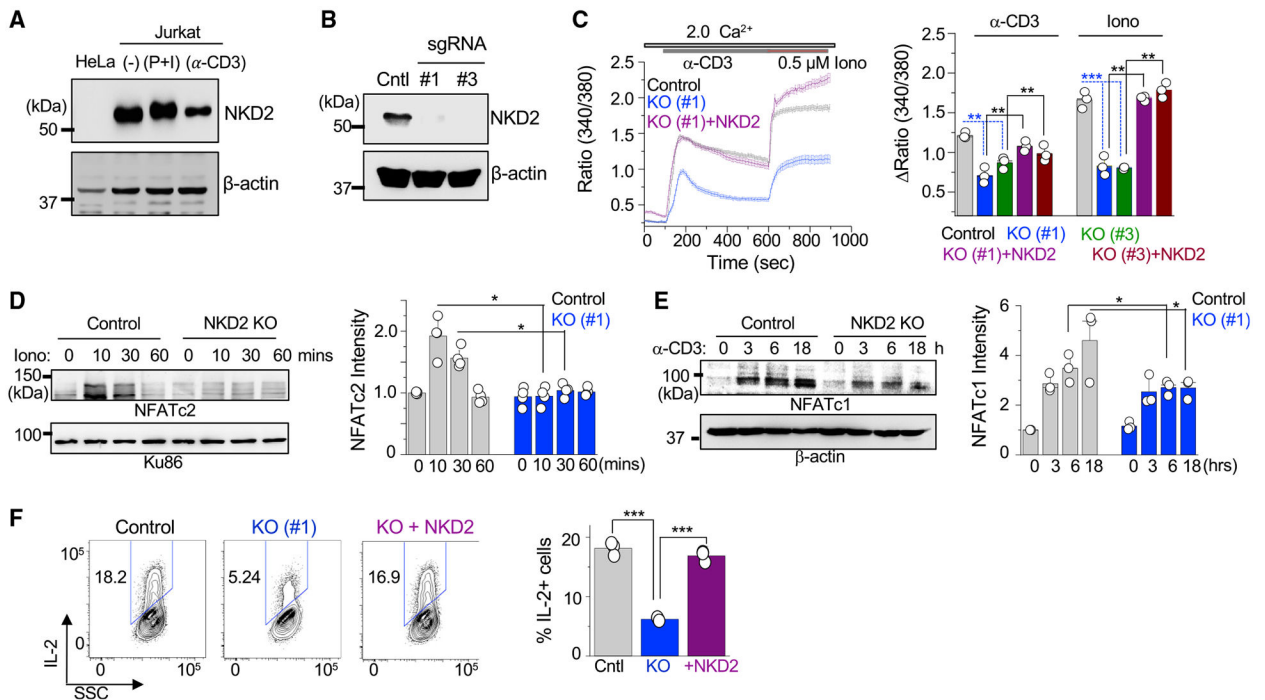 A
Jurkat
HeLa (-) (P+I) (α-CD3)
(kDa)
50
NKD2
37
β-actin
B
sgRNA
Cntl #1 #3
(kDa)
50
NKD2
37
β-actin
C
2.0 Ca²⁺
α-CD3
0.5 µM Iono
Control
KO (#1)
KO (#1)+NKD2
Ratio (340/380)
2.5
2.0
1.5
1.0
0.5
0 200 400 600 800 1000
Time (sec)
α-CD3 Iono
ΔRatio (340/380)
2.5
2.0
1.5
1.0
0.5
** ** ** *** ** **
Control KO (#1) KO (#3)
KO (#1)+NKD2 KO (#3)+NKD2
D
Control NKD2 KO
Iono: 0 10 30 60 0 10 30 60 mins
150
(kDa)
NFATc2
100
Ku86
NFATc2 Intensity
2.0
1.0
0
* *
Control
KO (#1)
0 10 30 60 0 10 30 60 (mins)
E
Control NKD2 KO
α-CD3: 0 3 6 18 0 3 6 18 h
100
(kDa)
NFATc1
37
β-actin
NFATc1 Intensity
6
4
2
0
* *
Control
KO (#1)
0 3 6 18 0 3 6 18 (hrs)
F
Control KO (#1) KO + NKD2
10⁵
0
IL-2
18.2 5.24 16.9
0 10⁵ 0 10⁵ 0 10⁵
SSC
% IL-2+ cells
20
10
0
*** ***
Cntl KO +NKD2